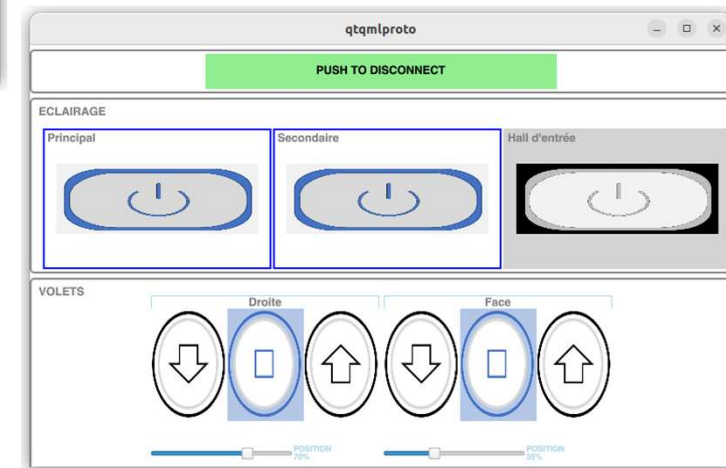 qtqmlproto
PUSH TO DISCONNECT
ECLAIRAGE
Principal
Secondaire
Hall d'entrée
VOLETS
Droite
Face
POSITION
70%
POSITION